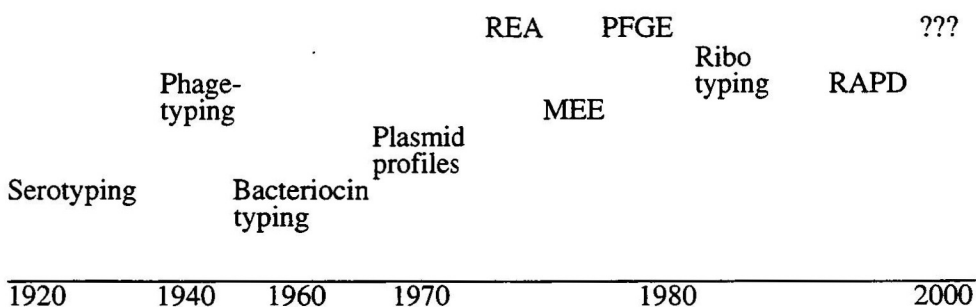 REA PFGE ???
Ribo
typing
Phage-
typing
RAPD
MEE
Plasmid
profiles
Serotyping
Bacteriocin
typing
1920 1940 1960 1970 1980 2000